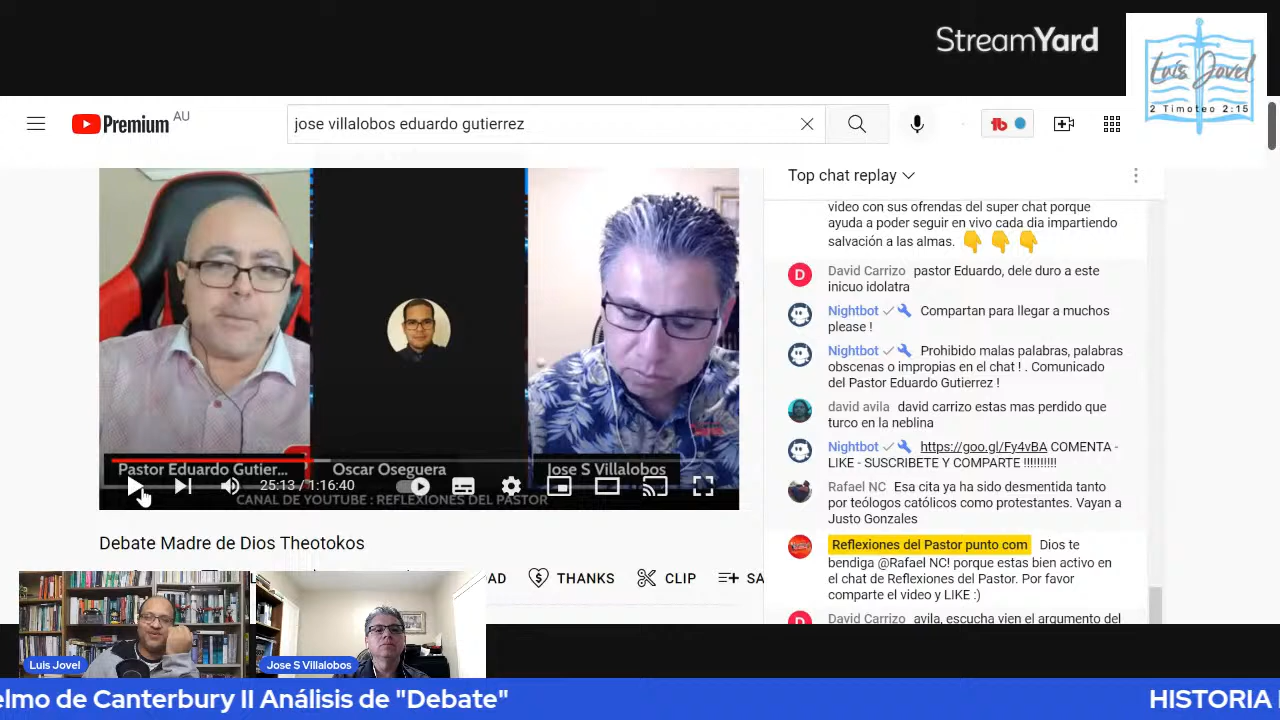 StreamYard
Luis Jovel
2 Timoteo 2:15
Premium AU
jose villalobos eduardo gutierrez
Top chat replay
video con sus ofrendas del super chat porque
ayuda a poder seguir en vivo cada dia impartiendo
salvación a las almas.
David Carrizo pastor Eduardo, dele duro a este
inicuo idolatra
Nightbot Compartan para llegar a muchos
please !
Nightbot Prohibido malas palabras, palabras
obscenas o impropias en el chat ! . Comunicado
del Pastor Eduardo Gutierrez !
david avila david carrizo estas mas perdido que
turco en la neblina
Nightbot https://goo.gl/Fy4vBA COMENTA -
LIKE - SUSCRIBETE Y COMPARTE !!!!!!!!!!
Rafael NC Esa cita ya ha sido desmentida tanto
por teólogos católicos como protestantes. Vayan a
Justo Gonzales
Reflexiones del Pastor punto com Dios te
bendiga @Rafael NC! porque estas bien activo en
el chat de Reflexiones del Pastor. Por favor
comparte el video y LIKE :)
David Carrizo avila, escucha vien el argumento del
Pastor Eduardo Gutier...
Oscar Oseguera
Jose S Villalobos
25:13 / 1:16:40
CANAL DE YOUTUBE : REFLEXIONES DEL PASTOR
Debate Madre de Dios Theotokos
AD THANKS CLIP SA
Luis Jovel
Jose S Villalobos
elmo de Canterbury II Análisis de "Debate"
HISTORIA